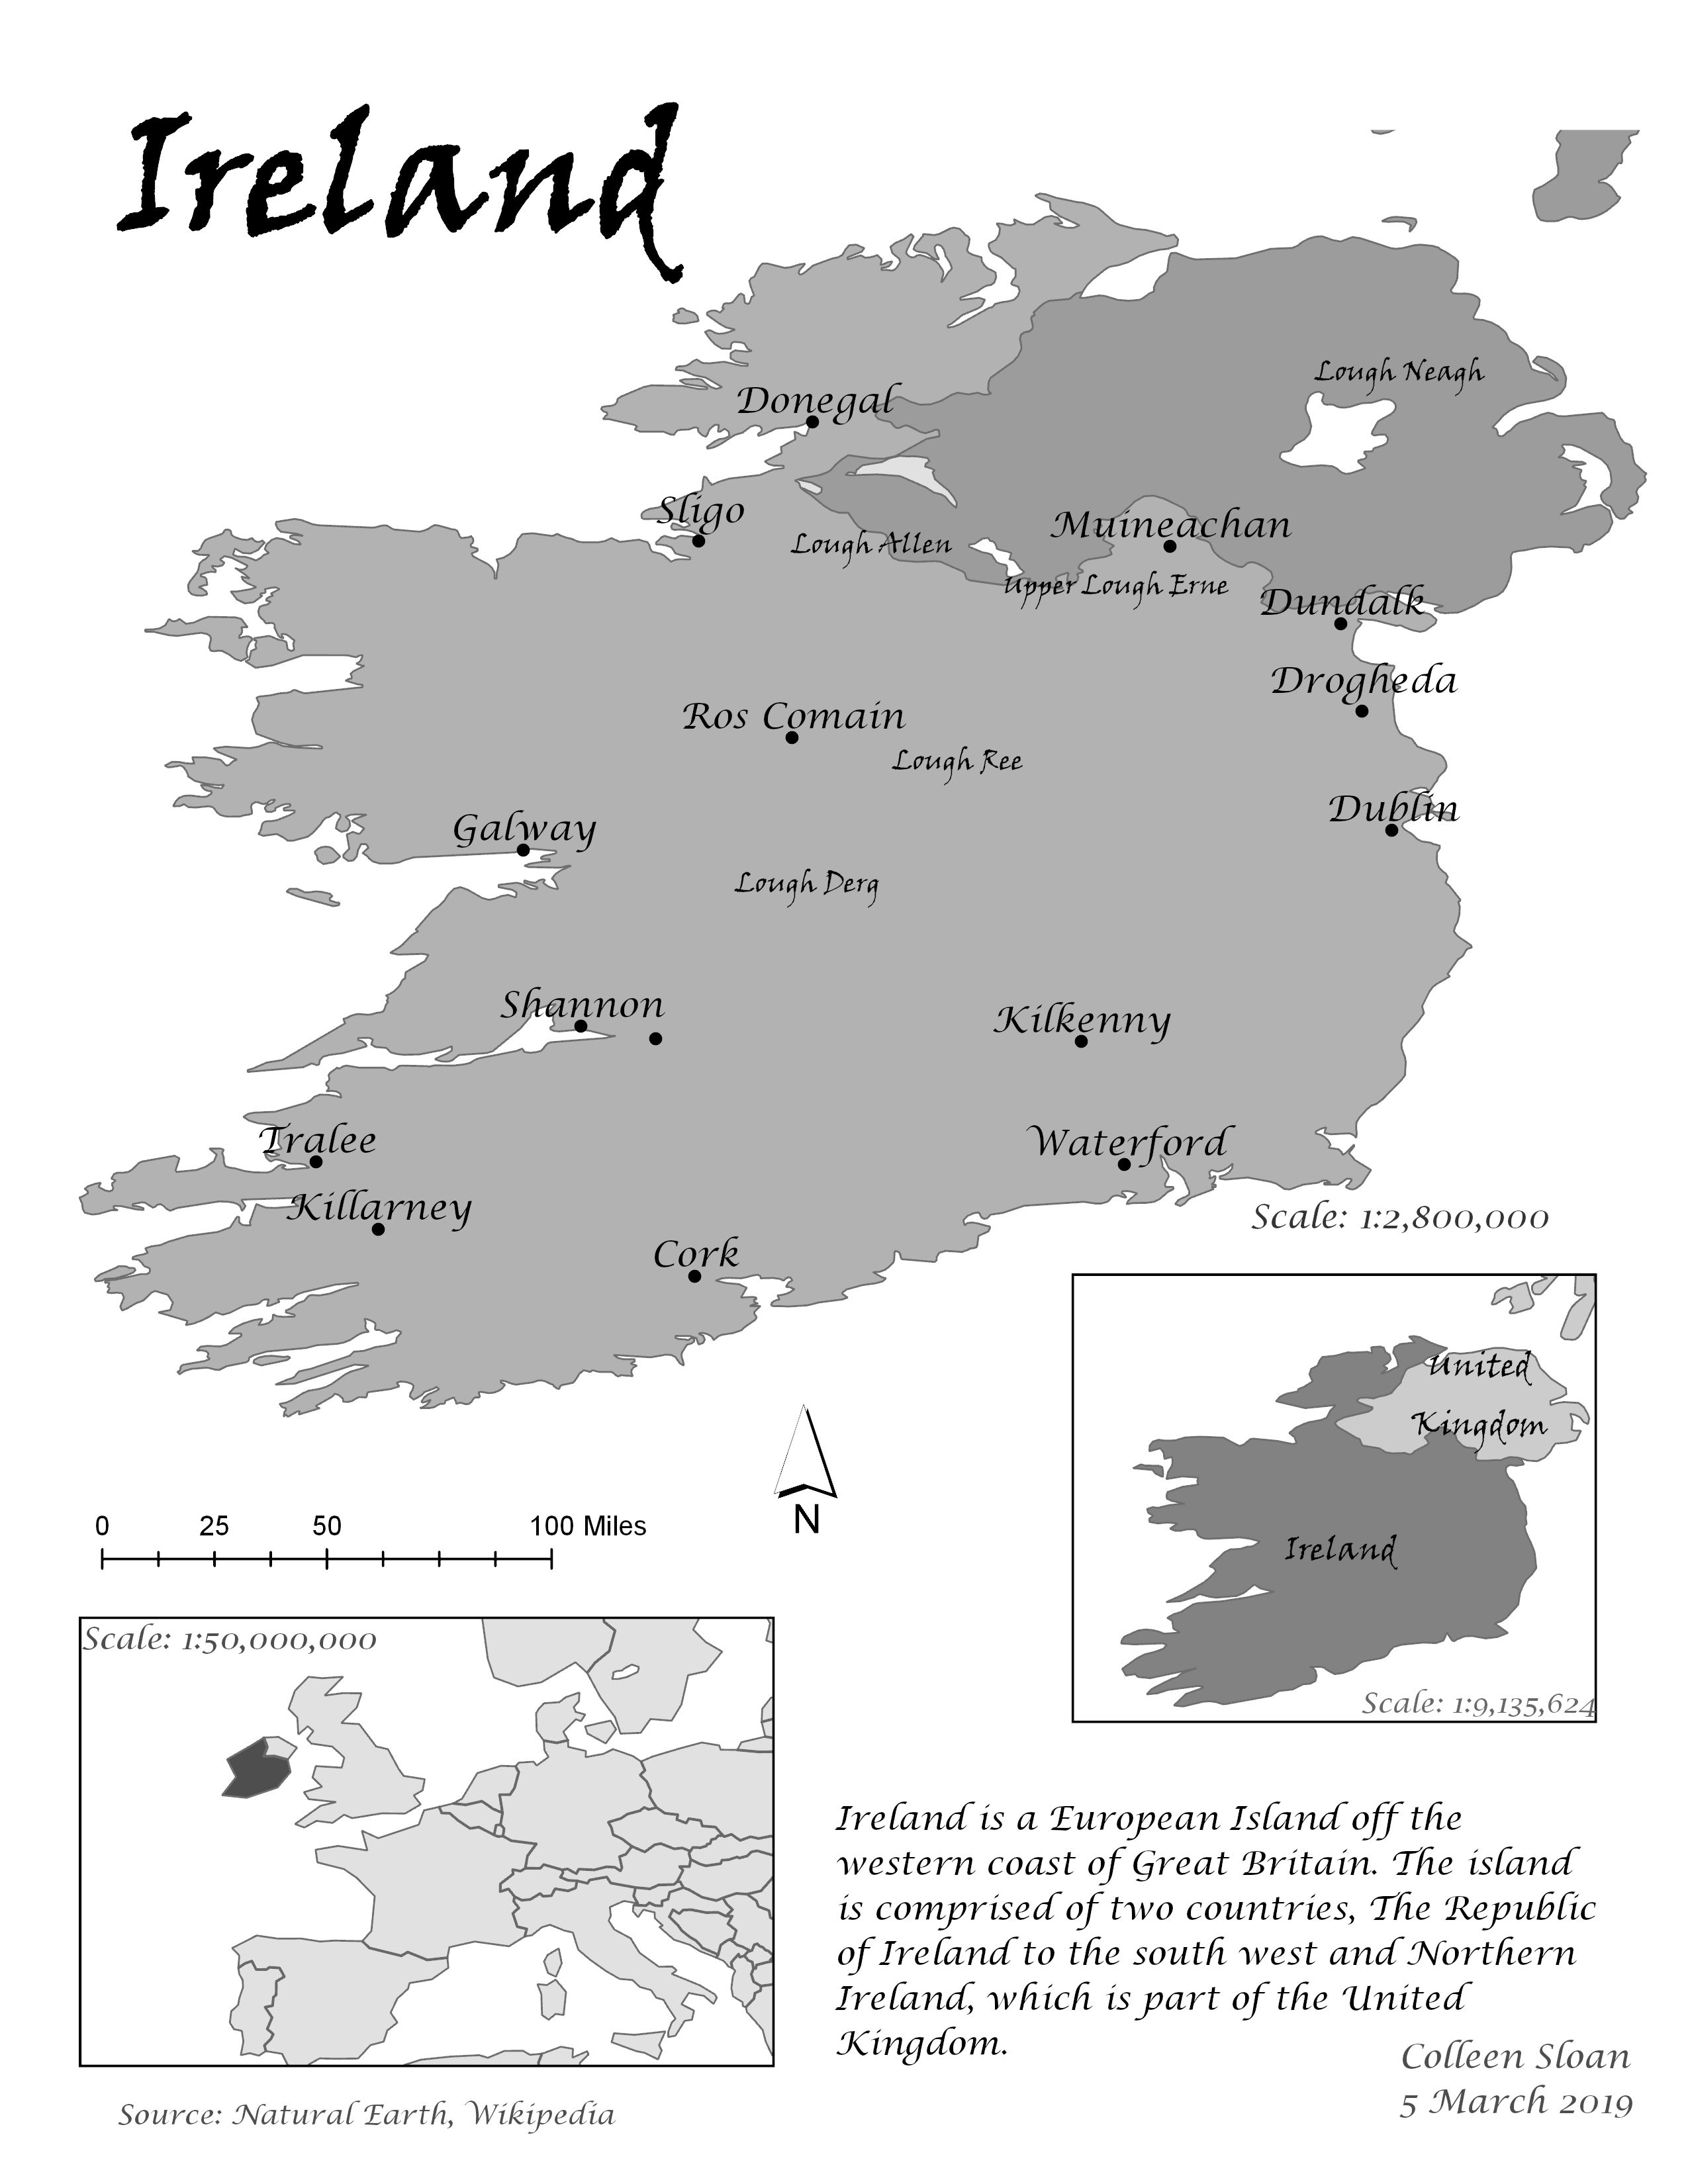 Ireland
Lough Neagh
Donegal
Sligo
Muineachan
Lough Allen
Upper Lough Erne
Dundalk
Drogheda
Ros Comain
Lough Ree
Dublin
Galway
Lough Derg
Shannon
Kilkenny
Tralee
Waterford
Killarney
Scale: 1:2,800,000
Cork
United
Kingdom
Ireland
Scale: 1:9,135,624
N
0 25 50 100 Miles
Scale: 1:50,000,000
Ireland is a European Island off the
western coast of Great Britain. The island
is comprised of two countries, The Republic
of Ireland to the south west and Northern
Ireland, which is part of the United
Kingdom.
Colleen Sloan
5 March 2019
Source: Natural Earth, Wikipedia